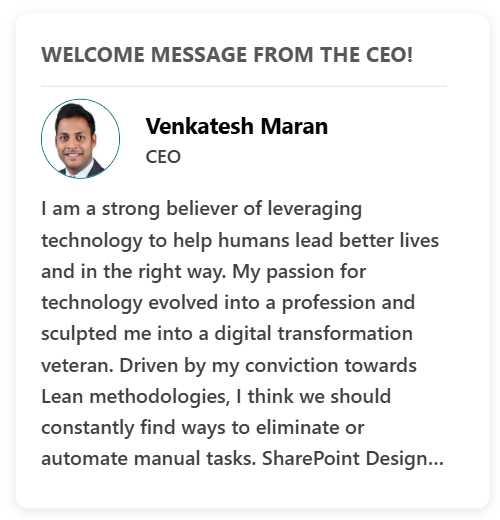 WELCOME MESSAGE FROM THE CEO!
Venkatesh Maran
CEO
I am a strong believer of leveraging
technology to help humans lead better lives
and in the right way. My passion for
technology evolved into a profession and
sculpted me into a digital transformation
veteran. Driven by my conviction towards
Lean methodologies, I think we should
constantly find ways to eliminate or
automate manual tasks. SharePoint Design...